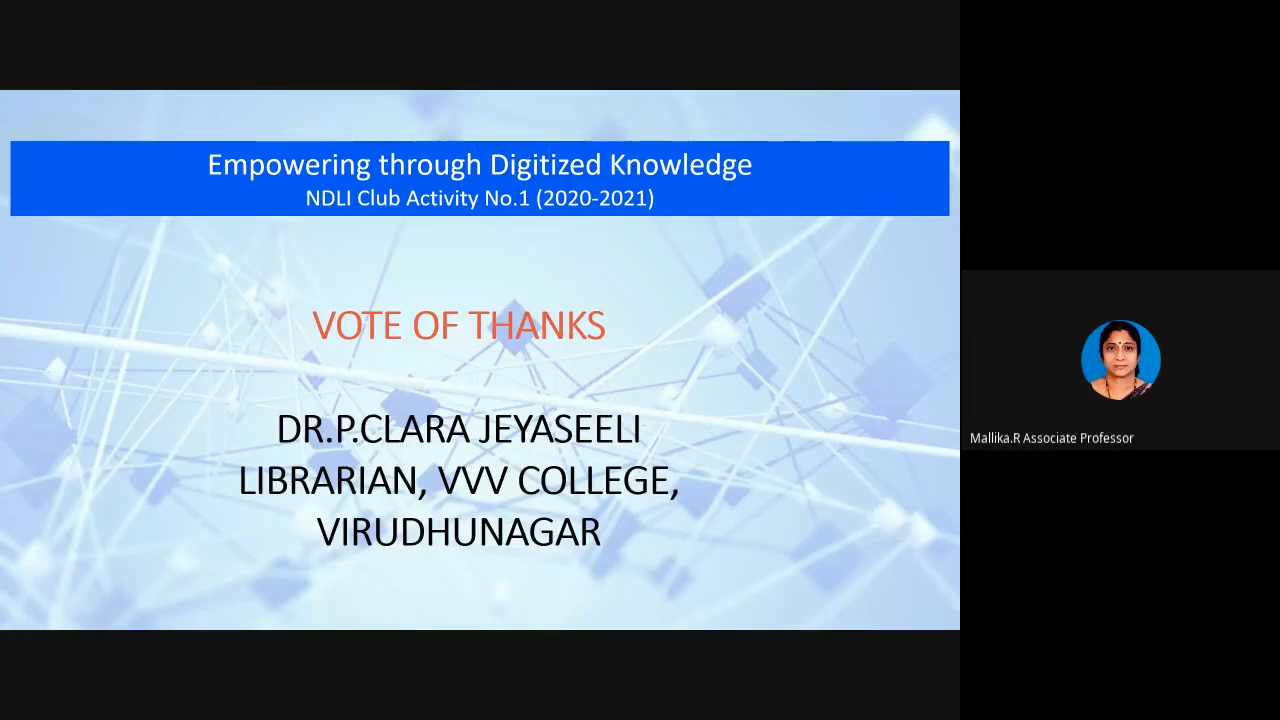 Empowering through Digitized Knowledge
NDLI Club Activity No.1 (2020-2021)
VOTE OF THANKS
DR.P.CLARA JEYASEELI
LIBRARIAN, VVV COLLEGE,
VIRUDHUNAGAR
Mallika.R Associate Professor